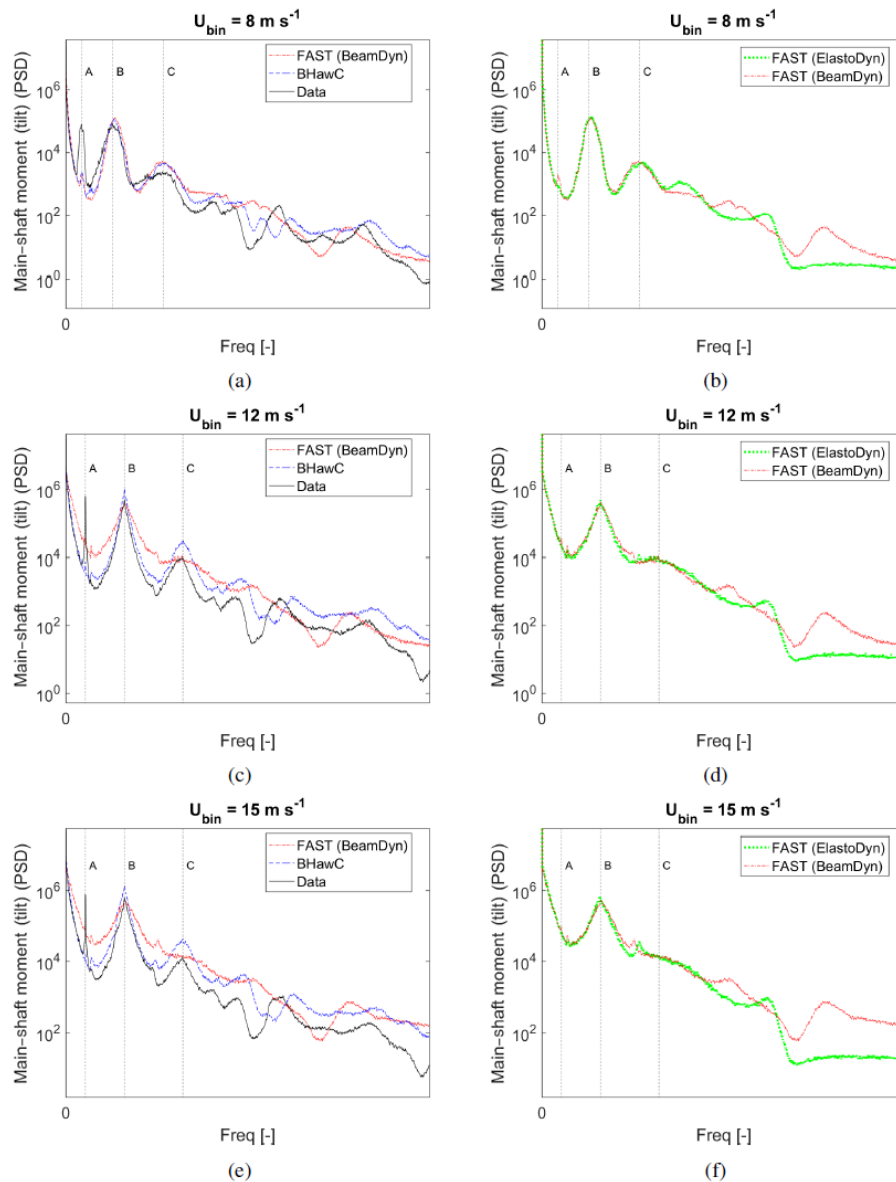 U_bin = 8 m s^-1
Main-shaft moment (tilt) (PSD)
10^6
10^4
10^2
10^0
A
B
C
FAST (BeamDyn)
BHawC
Data
0
Freq [-]
(a)
U_bin = 8 m s^-1
Main-shaft moment (tilt) (PSD)
10^6
10^4
10^2
10^0
A
B
C
FAST (ElastoDyn)
FAST (BeamDyn)
0
Freq [-]
(b)
U_bin = 12 m s^-1
Main-shaft moment (tilt) (PSD)
10^6
10^4
10^2
10^0
A
B
C
FAST (BeamDyn)
BHawC
Data
0
Freq [-]
(c)
U_bin = 12 m s^-1
Main-shaft moment (tilt) (PSD)
10^6
10^4
10^2
10^0
A
B
C
FAST (ElastoDyn)
FAST (BeamDyn)
0
Freq [-]
(d)
U_bin = 15 m s^-1
Main-shaft moment (tilt) (PSD)
10^6
10^4
10^2
A
B
C
FAST (BeamDyn)
BHawC
Data
0
Freq [-]
(e)
U_bin = 15 m s^-1
Main-shaft moment (tilt) (PSD)
10^6
10^4
10^2
A
B
C
FAST (ElastoDyn)
FAST (BeamDyn)
0
Freq [-]
(f)